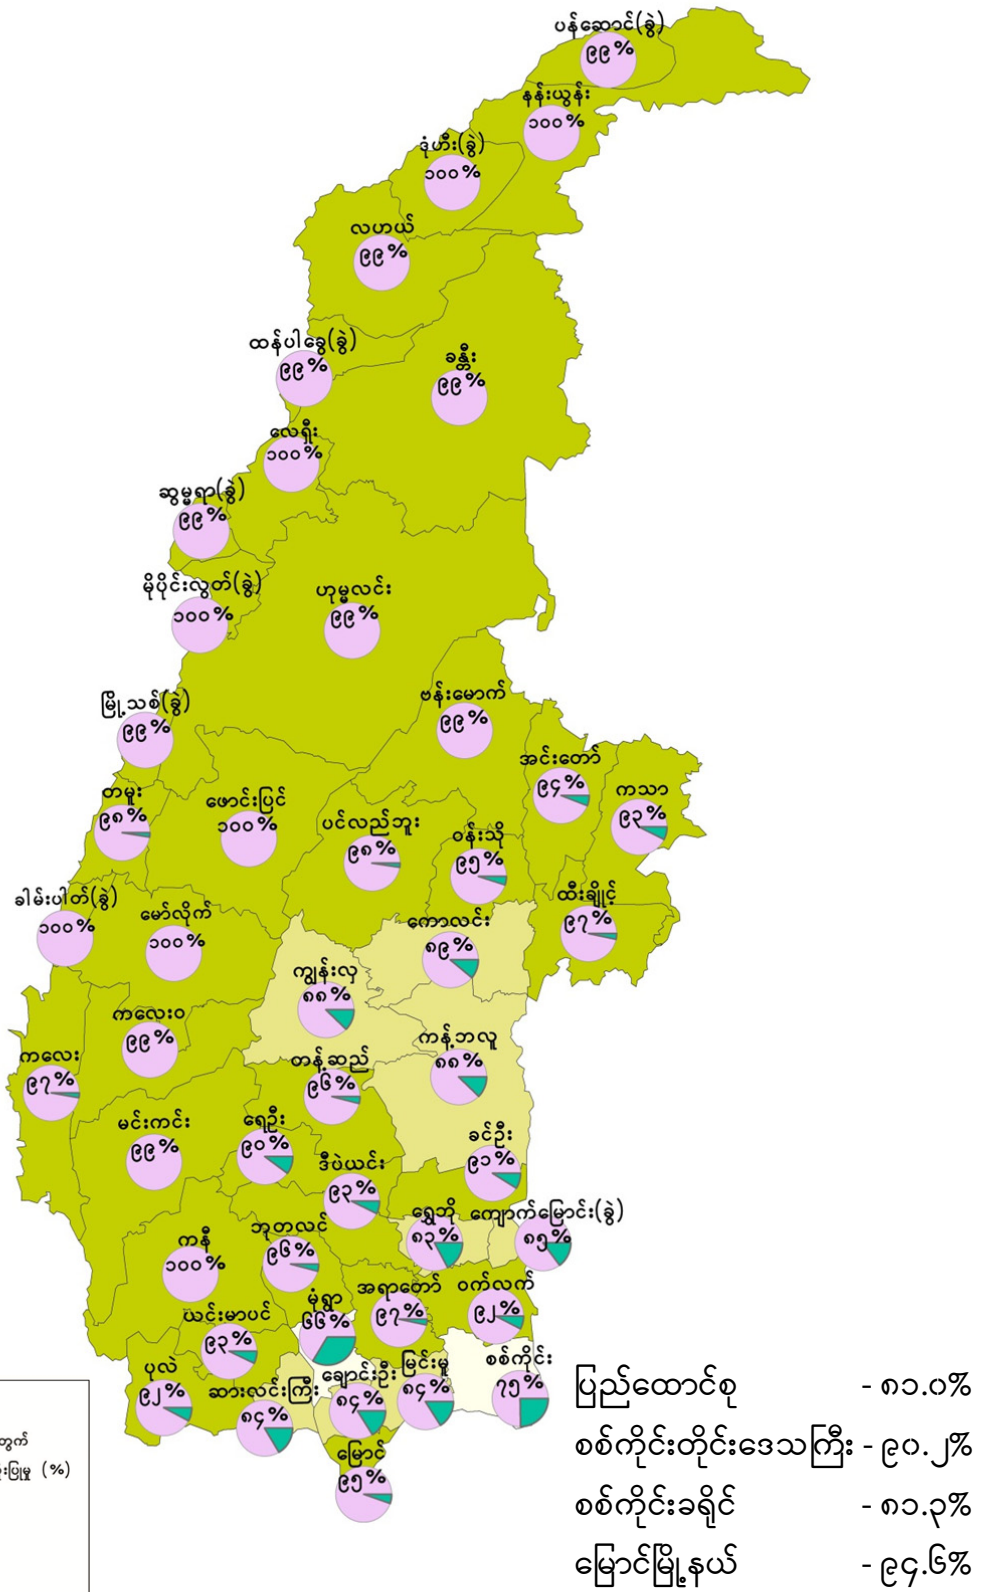 ပန်ဆောင်(ခွဲ)
၉၉%
နန်းယွန်း
၁၀၀%
ဒုံဟီး(ခွဲ)
၁၀၀%
လဟယ်
၉၉%
ထန်ပါခွေ(ခွဲ)
၉၉%
ခန္တီး
၉၉%
လေရှီး
၁၀၀%
ဆွမ္မရာ(ခွဲ)
၉၉%
မိုပိုင်းလွတ်(ခွဲ)
၁၀၀%
ဟုမ္မလင်း
၉၉%
ဗန်းမောက်
၉၉%
မြို့သစ်(ခွဲ)
၉၉%
အင်းတော်
၉၄%
ကသာ
၉၃%
တမူး
၉၈%
ဖောင်းပြင်
၁၀၀%
ပင်လည်ဘူး
၉၈%
ဝန်းသို
၉၅%
ထီးချိုင့်
၉၇%
ခါမ်းပါတ်(ခွဲ)
၁၀၀%
မော်လိုက်
၁၀၀%
ကောလင်း
၈၉%
ကျွန်းလှ
၈၈%
ကလေးဝ
၉၉%
ကန့်ဘလူ
၈၈%
ကလေး
၉၇%
တန့်ဆည်
၉၆%
မင်းကင်း
၉၉%
ရေဦး
၉၀%
ခင်ဦး
၉၁%
ဒီပဲယင်း
၉၃%
ရွှေဘို
၈၃%
ကျောက်မြောင်း(ခွဲ)
၈၅%
ဘုတလင်
၉၆%
ကနီ
၁၀၀%
အရာတော်
၉၇%
ဝက်လက်
၉၂%
မုံရွာ
၆၆%
ယင်းမာပင်
၉၃%
ပုလဲ
၉၂%
ဆားလင်းကြီး
၈၄%
ချောင်းဦး
၈၄%
မြင်းမူ
၈၄%
စစ်ကိုင်း
၇၅%
မြောင်
၉၅%
ပြည်ထောင်စု - ၈၁.၀%
စစ်ကိုင်းတိုင်းဒေသကြီး - ၉၀.၂%
စစ်ကိုင်းခရိုင် - ၈၁.၃%
မြောင်မြို့နယ် - ၉၄.၆%
(%)